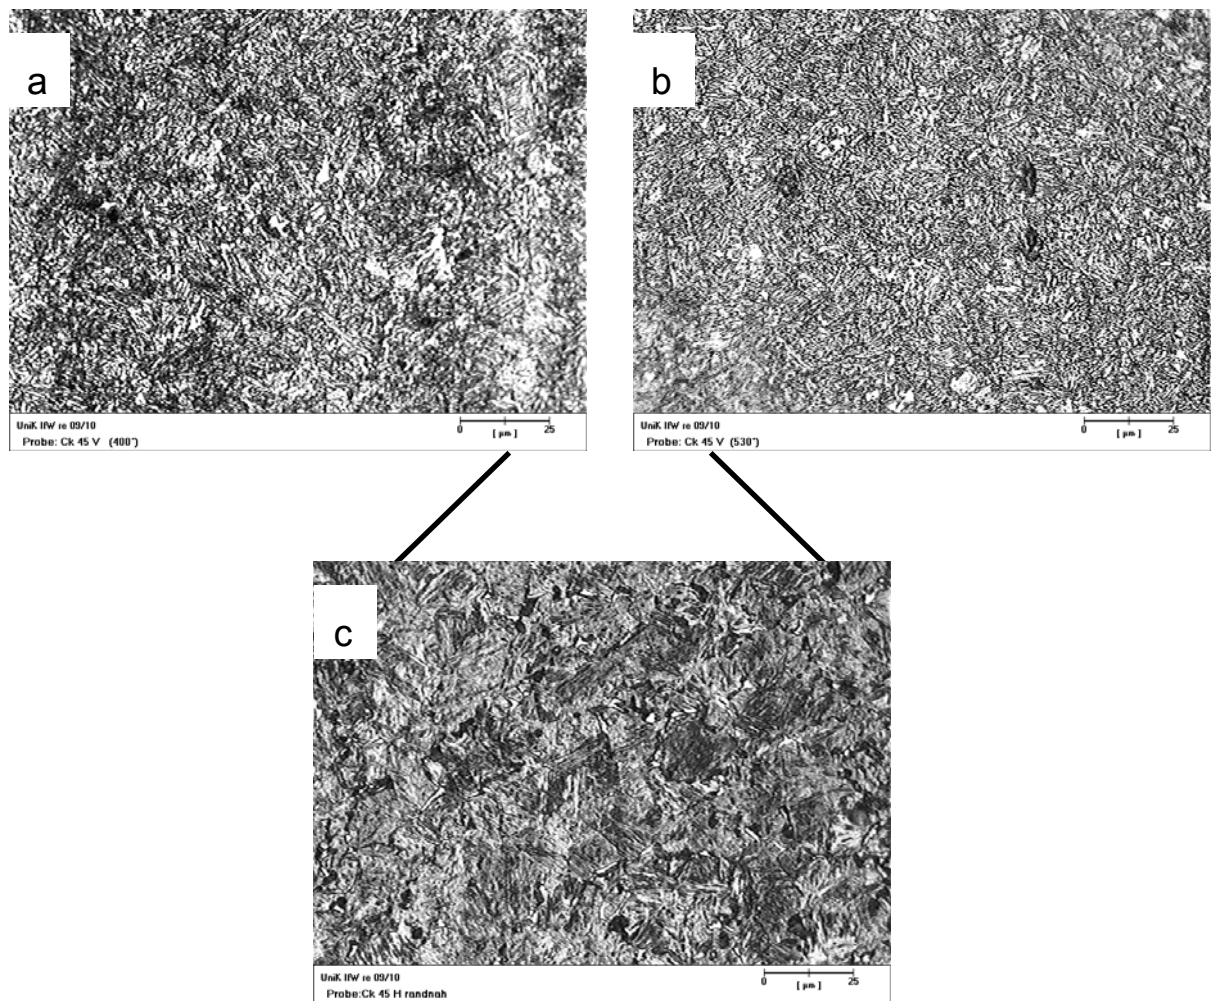 a
b
UniK IfW re 09/10
0 25
[ µm ]
Probe: Ck 45 V (400°)
UniK IfW re 09/10
0 25
[ µm ]
Probe: Ck 45 V (530°)
c
UniK IfW re 09/10
0 25
[ µm ]
Probe:Ck 45 H randnah